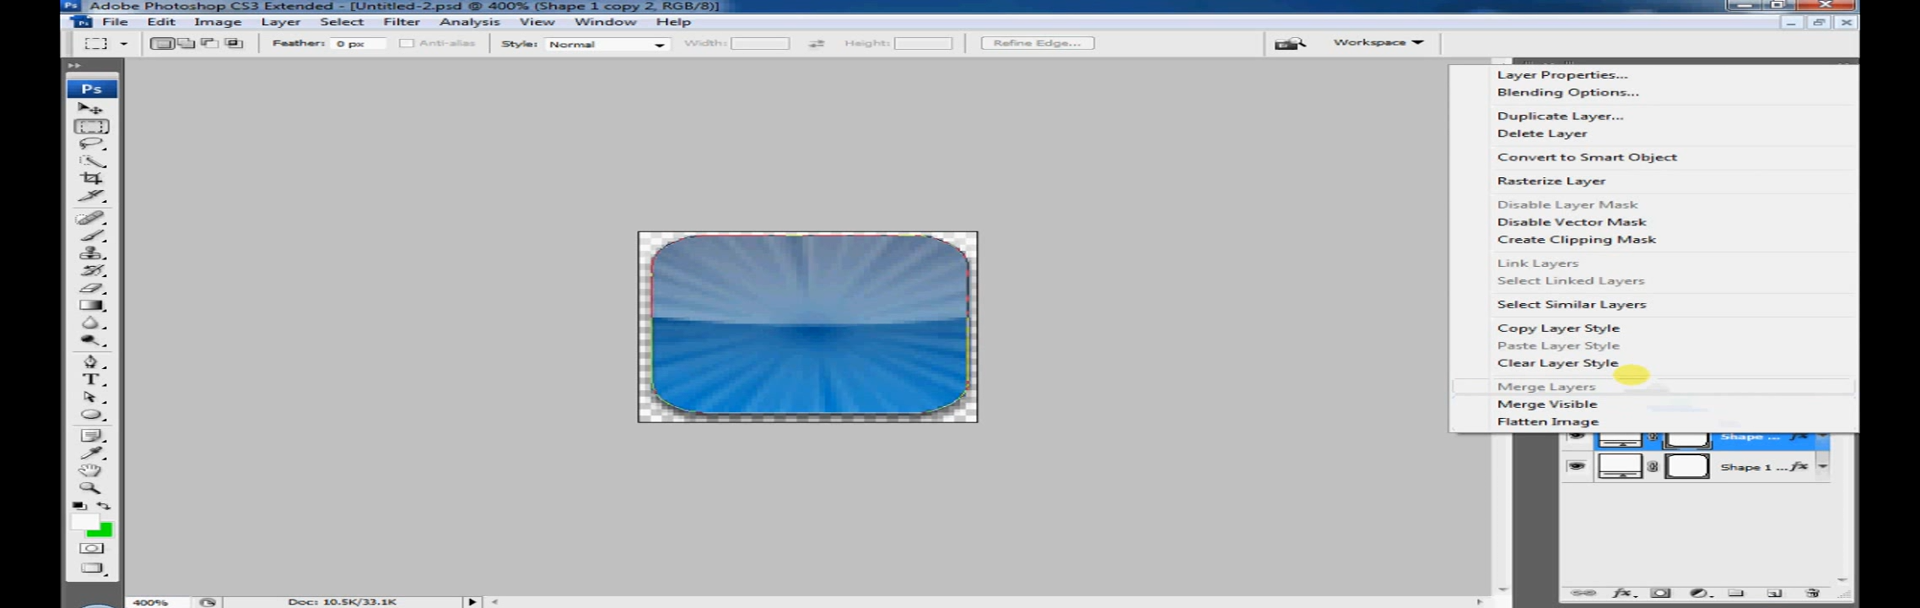 Adobe Photoshop CS3 Extended - [Untitled-2.psd @ 400% (Shape 1 copy 2, RGB/8)]
File Edit Image Layer Select Filter Analysis View Window Help
Feather: 0 px Anti-alias Style: Normal Width: Height: Refine Edge... Workspace
Ps
Layer Properties...
Blending Options...
Duplicate Layer...
Delete Layer
Convert to Smart Object
Rasterize Layer
Disable Layer Mask
Disable Vector Mask
Create Clipping Mask
Link Layers
Select Linked Layers
Select Similar Layers
Copy Layer Style
Paste Layer Style
Clear Layer Style
Merge Layers
Merge Visible
Flatten Image
Shape ... fx
Shape 1 ... fx
400% Doc: 10.5K/33.1K